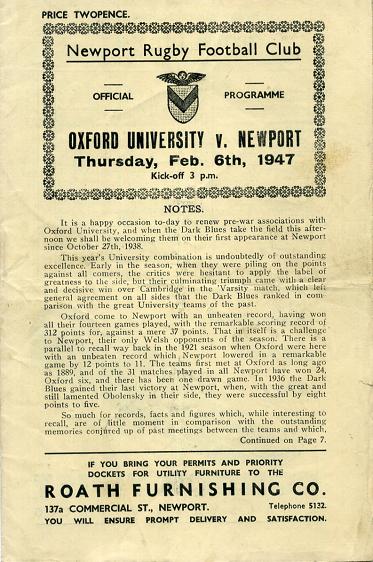 PRICE TWOPENCE.
Newport Rugby Football Club
OFFICIAL PROGRAMME
OXFORD UNIVERSITY v. NEWPORT
Thursday, Feb. 6th, 1947
Kick-off 3 p.m.
NOTES.
It is a happy occasion to-day to renew pre-war associations with
Oxford University, and when the Dark Blues take the field this after-
noon we shall be welcoming them on their first appearance at Newport
since October 27th, 1938.
This year's University combination is undoubtedly of outstanding
excellence. Early in the season, when they were piling on the points
against all comers, the critics were hesitant to apply the label of
greatness to the side, but their culminating triumph came with a clear
and decisive win over Cambridge in the 'Varsity match, which left
general agreement on all sides that the Dark Blues ranked in com-
parison with the great University teams of the past.
Oxford come to Newport with an unbeaten record, having won
all their fourteen games played, with the remarkable scoring record of
312 points for, against a mere 37 points. That in itself is a challenge
to Newport, their only Welsh opponents of the season. There is a
parallel to recall way back in the 1921 season when Oxford were here
with an unbeaten record which Newport lowered in a remarkable
game by 12 points to 11. The teams first met at Oxford as long ago
as 1889, and of the 31 matches played in all Newport have won 24,
Oxford six, and there has been one drawn game. In 1936 the Dark
Blues gained their last victory at Newport, when, with the great and
still lamented Obolensky in their side, they were successful by eight
points to five.
So much for records, facts and figures which, while interesting to
recall, are of little moment in comparison with the outstanding
memories conjured up of past meetings between the teams and which,
Continued on Page 7.
IF YOU BRING YOUR PERMITS AND PRIORITY
DOCKETS FOR UTILITY FURNITURE TO THE
ROATH FURNISHING CO.
137a COMMERCIAL ST., NEWPORT. Telephone 5132.
YOU WILL ENSURE PROMPT DELIVERY AND SATISFACTION.